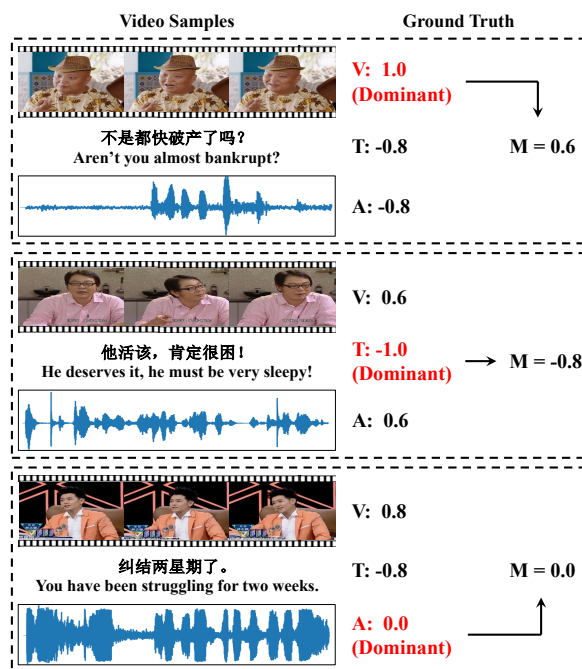 Video Samples Ground Truth
V: 1.0
(Dominant)
不是都快破产了吗？
Aren't you almost bankrupt?
T: -0.8 M = 0.6
A: -0.8
V: 0.6
他活该，肯定很困！
He deserves it, he must be very sleepy!
T: -1.0
(Dominant)
M = -0.8
A: 0.6
V: 0.8
纠结两星期了。
You have been struggling for two weeks.
T: -0.8 M = 0.0
A: 0.0
(Dominant)